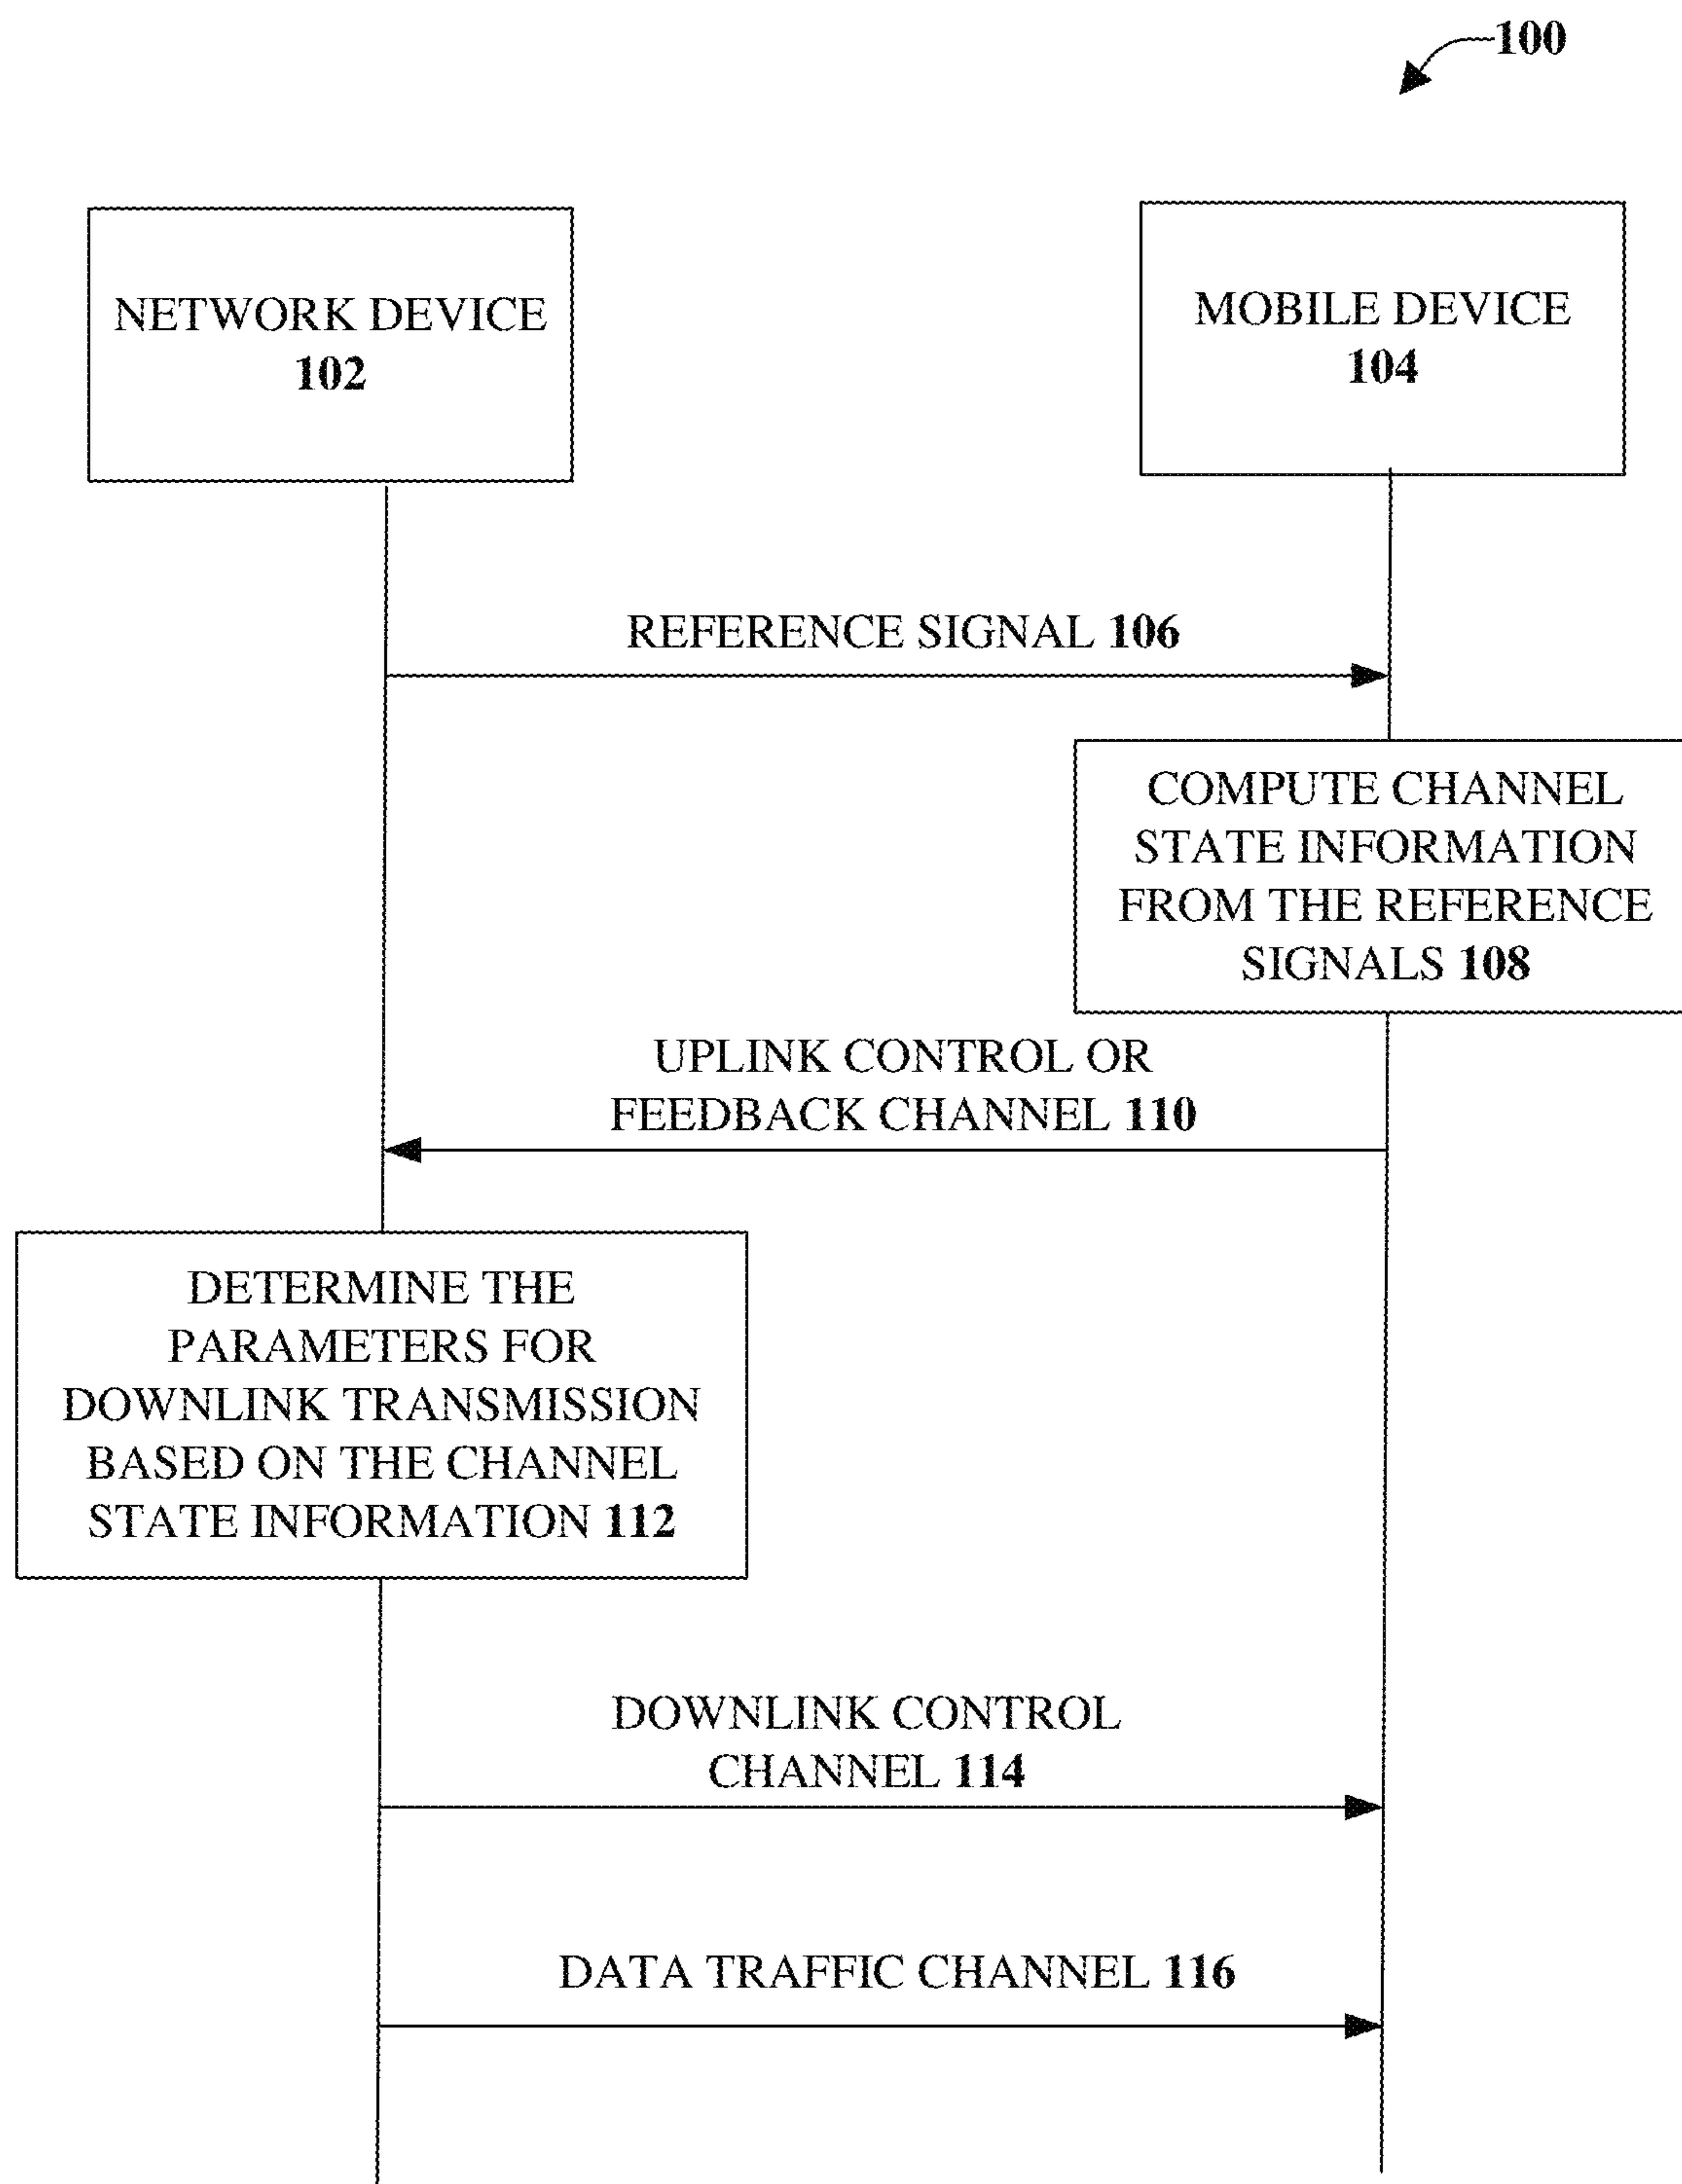 100
NETWORK DEVICE
102
MOBILE DEVICE
104
REFERENCE SIGNAL 106
COMPUTE CHANNEL
STATE INFORMATION
FROM THE REFERENCE
SIGNALS 108
UPLINK CONTROL OR
FEEDBACK CHANNEL 110
DETERMINE THE
PARAMETERS FOR
DOWNLINK TRANSMISSION
BASED ON THE CHANNEL
STATE INFORMATION 112
DOWNLINK CONTROL
CHANNEL 114
DATA TRAFFIC CHANNEL 116